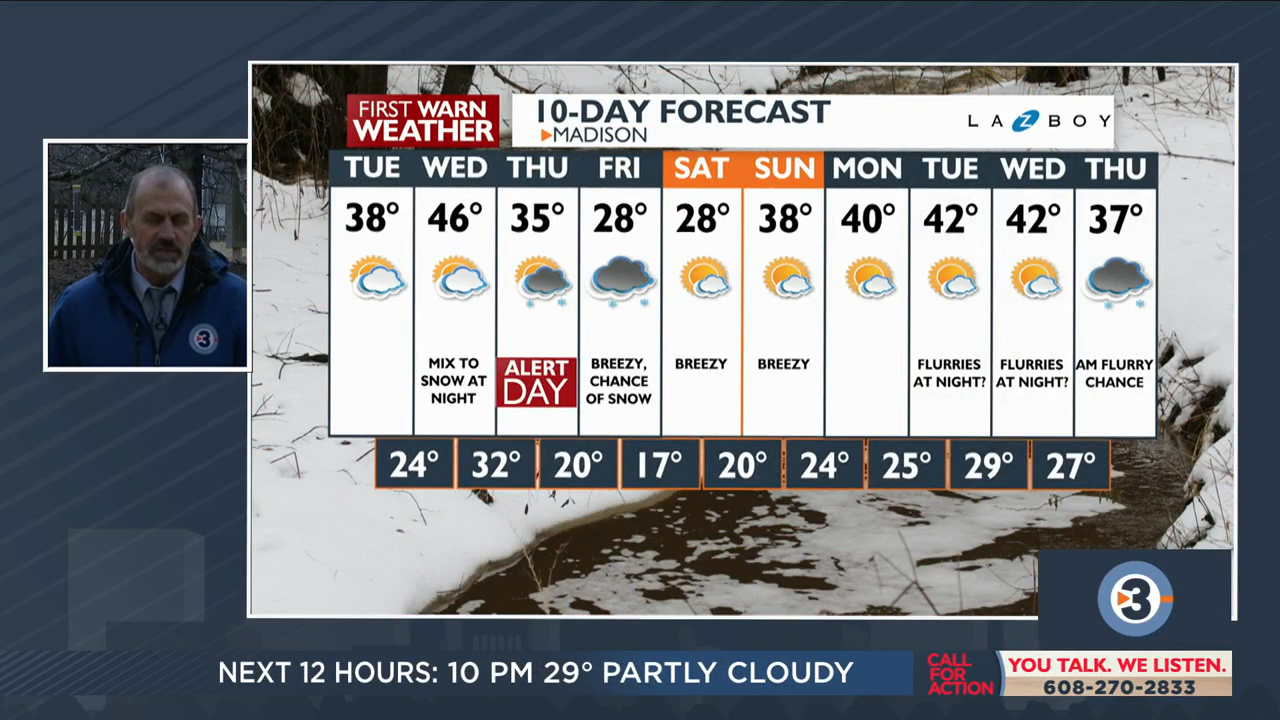 FIRST WARN
WEATHER
10-DAY FORECAST
MADISON
LA Z BOY
TUE WED THU FRI SAT SUN MON TUE WED THU
38° 46° 35° 28° 28° 38° 40° 42° 42° 37°
MIX TO
SNOW AT
NIGHT
ALERT
DAY
BREEZY,
CHANCE
OF SNOW
BREEZY
BREEZY
FLURRIES
AT NIGHT?
FLURRIES
AT NIGHT?
AM FLURRY
CHANCE
24° 32° 20° 17° 20° 24° 25° 29° 27°
3
3
NEXT 12 HOURS: 10 PM 29° PARTLY CLOUDY
CALL
FOR
ACTION
YOU TALK. WE LISTEN.
608-270-2833